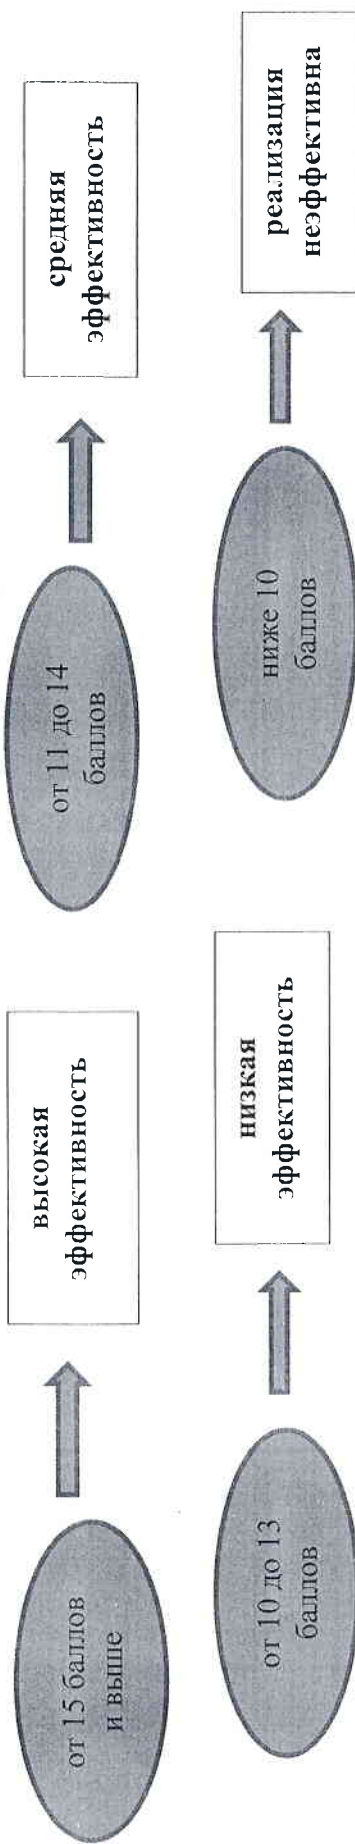 от 15 баллов
и выше
высокая
эффективность
от 11 до 14
баллов
средняя
эффективность
от 10 до 13
баллов
низкая
эффективность
ниже 10
баллов
реализация
неэффективна